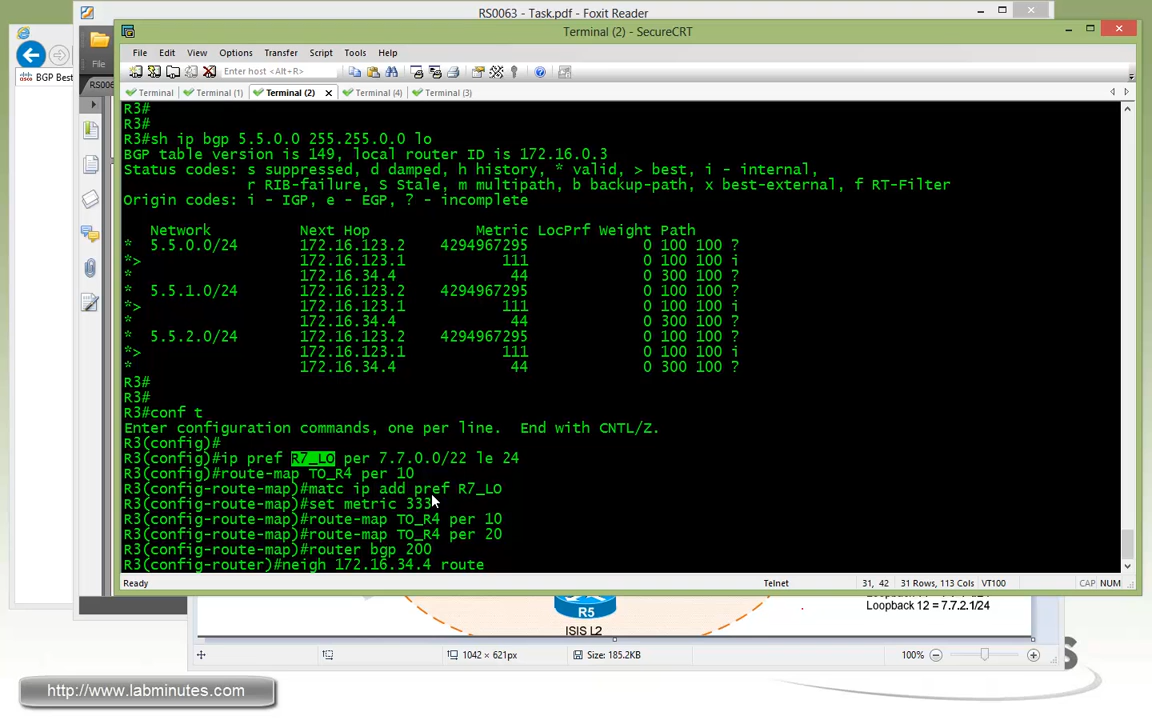 RS0063 - Task.pdf - Foxit Reader
Terminal (2) - SecureCRT
File Edit View Options Transfer Script Tools Help
Enter host <Alt+R>
BGP Best
File
RS006
Terminal Terminal (1) Terminal (2) Terminal (4) Terminal (3)
R3#
R3#
R3#sh ip bgp 5.5.0.0 255.255.0.0 lo
BGP table version is 149, local router ID is 172.16.0.3
Status codes: s suppressed, d damped, h history, * valid, > best, i - internal,
r RIB-failure, S Stale, m multipath, b backup-path, x best-external, f RT-Filter
Origin codes: i - IGP, e - EGP, ? - incomplete
Network Next Hop Metric LocPrf Weight Path
* 5.5.0.0/24 172.16.123.2 4294967295 0 100 100 ?
*> 172.16.123.1 111 0 100 100 i
* 172.16.34.4 44 0 300 100 ?
* 5.5.1.0/24 172.16.123.2 4294967295 0 100 100 ?
*> 172.16.123.1 111 0 100 100 i
* 172.16.34.4 44 0 300 100 ?
* 5.5.2.0/24 172.16.123.2 4294967295 0 100 100 ?
*> 172.16.123.1 111 0 100 100 i
* 172.16.34.4 44 0 300 100 ?
R3#
R3#
R3#conf t
Enter configuration commands, one per line. End with CNTL/Z.
R3(config)#
R3(config)#ip pref R7_LO per 7.7.0.0/22 le 24
R3(config)#route-map TO_R4 per 10
R3(config-route-map)#matc ip add pref R7_LO
R3(config-route-map)#set metric 333
R3(config-route-map)#route-map TO_R4 per 10
R3(config-route-map)#route-map TO_R4 per 20
R3(config-route-map)#router bgp 200
R3(config-router)#neigh 172.16.34.4 route
Ready Telnet 31, 42 31 Rows, 113 Cols VT100 CAP NUM
Loopback 12 = 7.7.2.1/24
R5
ISIS L2
1042 × 621px Size: 185.2KB 100%
http://www.labminutes.com